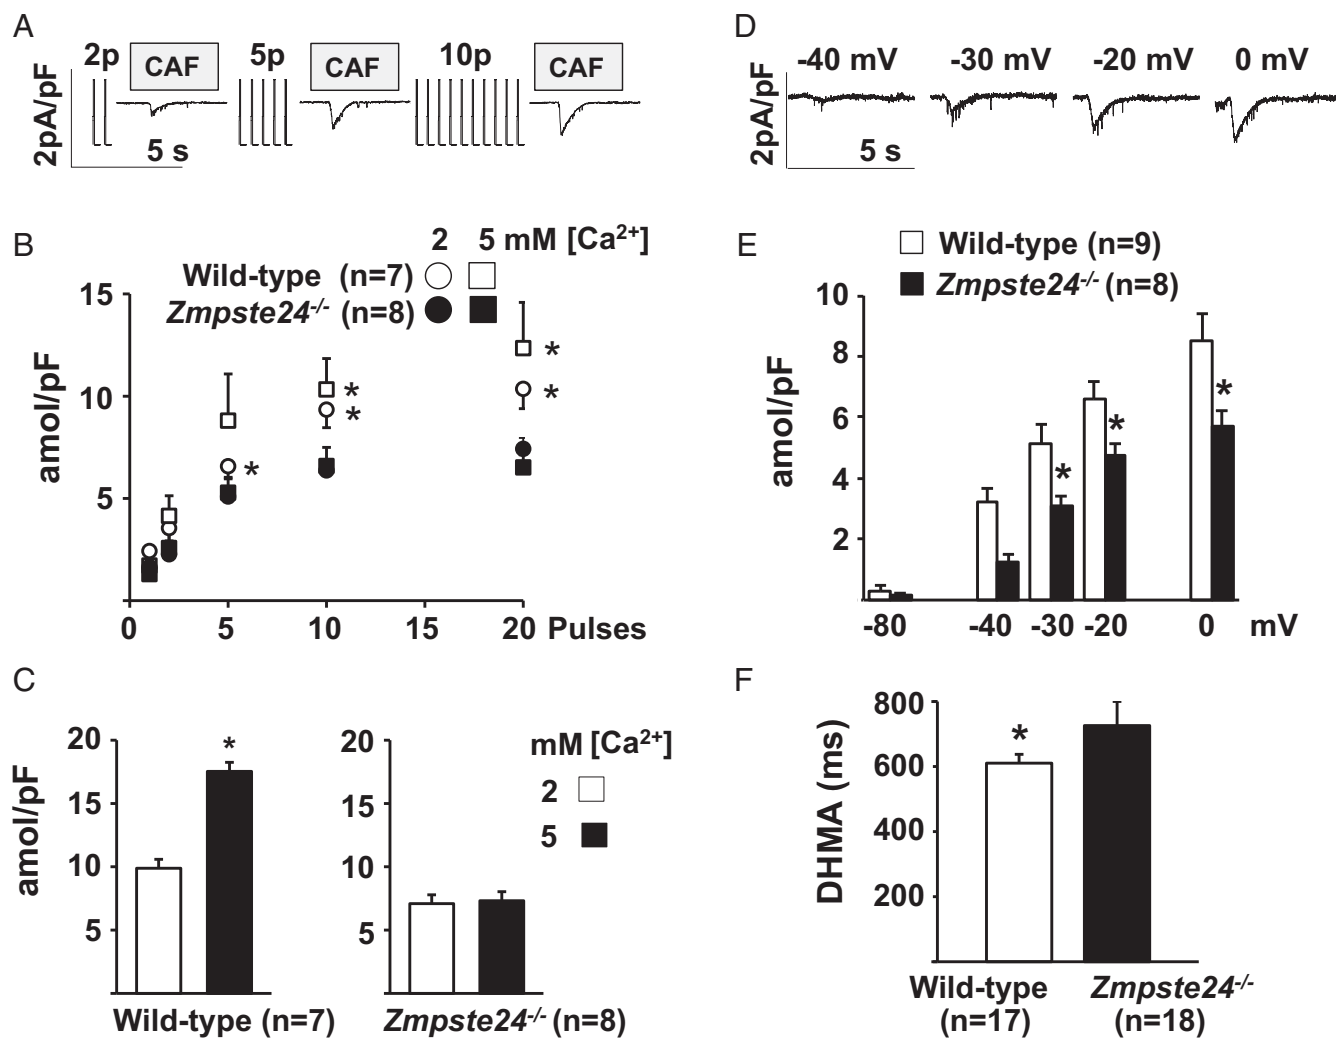 A
2p
CAF
5p
CAF
10p
CAF
2pA/pF
5 s
B
2 5 mM [Ca2+]
Wild-type (n=7)
Zmpste24-/- (n=8)
amol/pF
15
10
5
0 5 10 15 20 Pulses
*
*
*
*
*
C
amol/pF
20
15
10
5
*
Wild-type (n=7)
20
15
10
5
Zmpste24-/- (n=8)
mM [Ca2+]
2
5
D
-40 mV -30 mV -20 mV 0 mV
2pA/pF
5 s
E
Wild-type (n=9)
Zmpste24-/- (n=8)
amol/pF
10
8
6
4
2
*
*
*
-80 -40 -30 -20 0 mV
F
DHMA (ms)
800
600
400
200
*
Wild-type
(n=17)
Zmpste24-/-
(n=18)